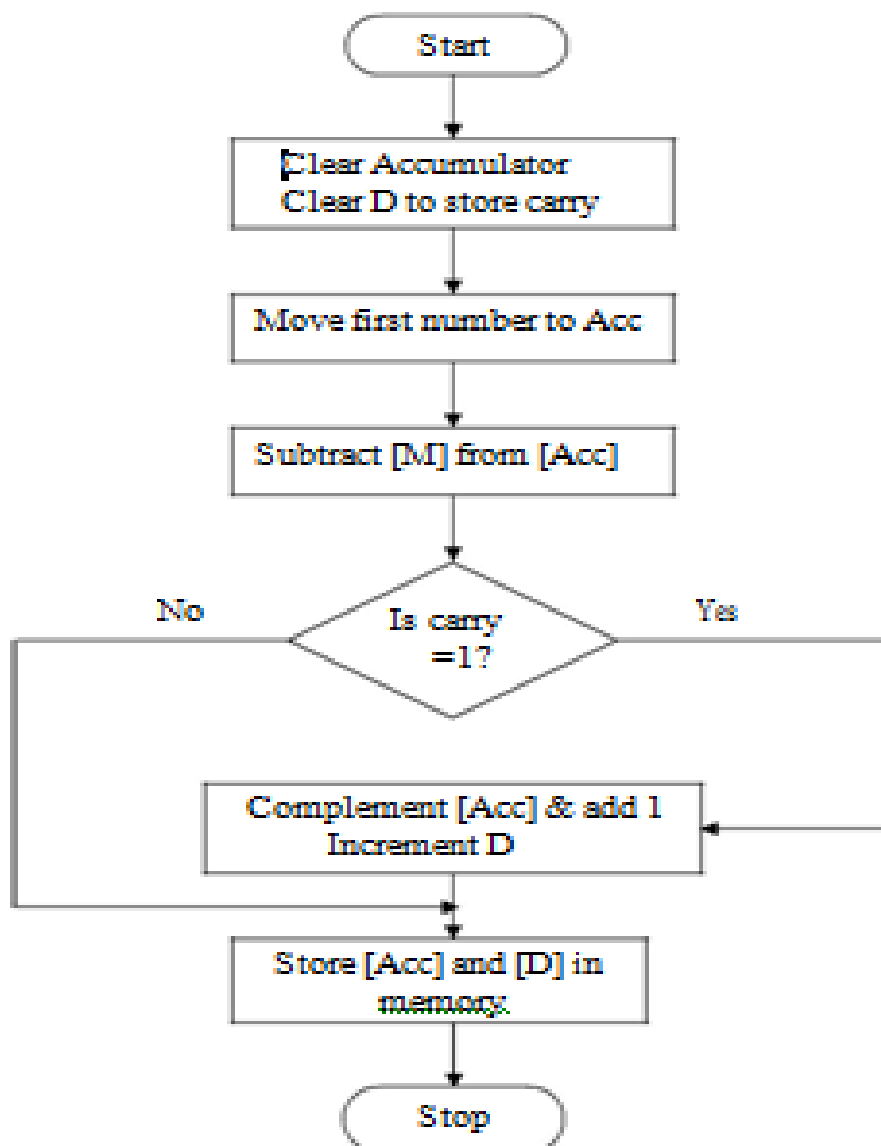 Start
Clear Accumulator
Clear D to store carry
Move first number to Acc
Subtract [M] from [Acc]
No
Is carry
=1?
Yes
Complement [Acc] & add 1
Increment D
Store [Acc] and [D] in
memory.
Stop